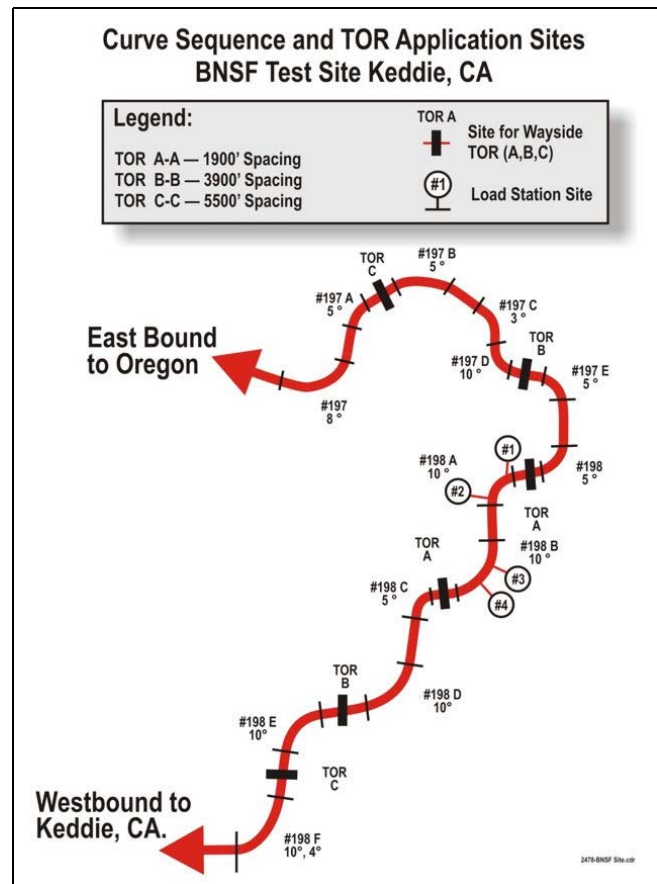 Curve Sequence and TOR Application Sites
BNSF Test Site Keddie, CA
Legend:
TOR A-A — 1900' Spacing
TOR B-B — 3900' Spacing
TOR C-C — 5500' Spacing
TOR A
Site for Wayside
TOR (A,B,C)
#1
Load Station Site
#197 B
5 °
TOR
C
#197 A
5 °
#197 C
3 °
East Bound
to Oregon
TOR
B
#197 D
10 °
#197 E
5 °
#197
8 °
#1
#198 A
10 °
#2
#198
5 °
TOR
A
#198 B
10 °
TOR
A
#3
#4
#198 C
5 °
TOR
B
#198 D
10°
#198 E
10°
TOR
C
Westbound to
Keddie, CA.
#198 F
10°, 4°
2478-BNSF Site.cdr